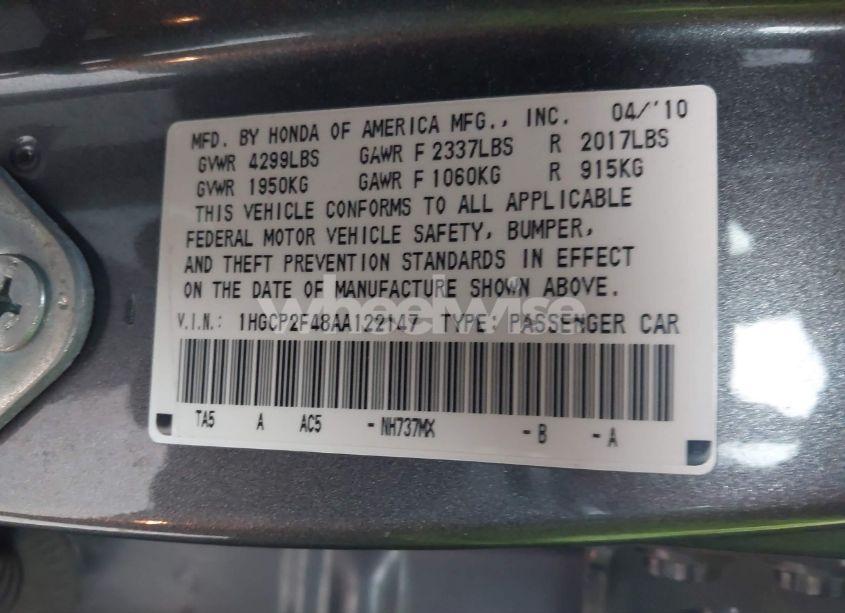 MFD. BY HONDA OF AMERICA MFG., INC. 04/'10
GVWR 4299LBS GAWR F 2337LBS R 2017LBS
GVWR 1950KG GAWR F 1060KG R 915KG
THIS VEHICLE CONFORMS TO ALL APPLICABLE
FEDERAL MOTOR VEHICLE SAFETY, BUMPER,
AND THEFT PREVENTION STANDARDS IN EFFECT
ON THE DATE OF MANUFACTURE SHOWN ABOVE.
wheelwise
V.I.N.: 1HGCP2F48AA122147 TYPE: PASSENGER CAR
TA5 A AC5 - NH737MX - B - A